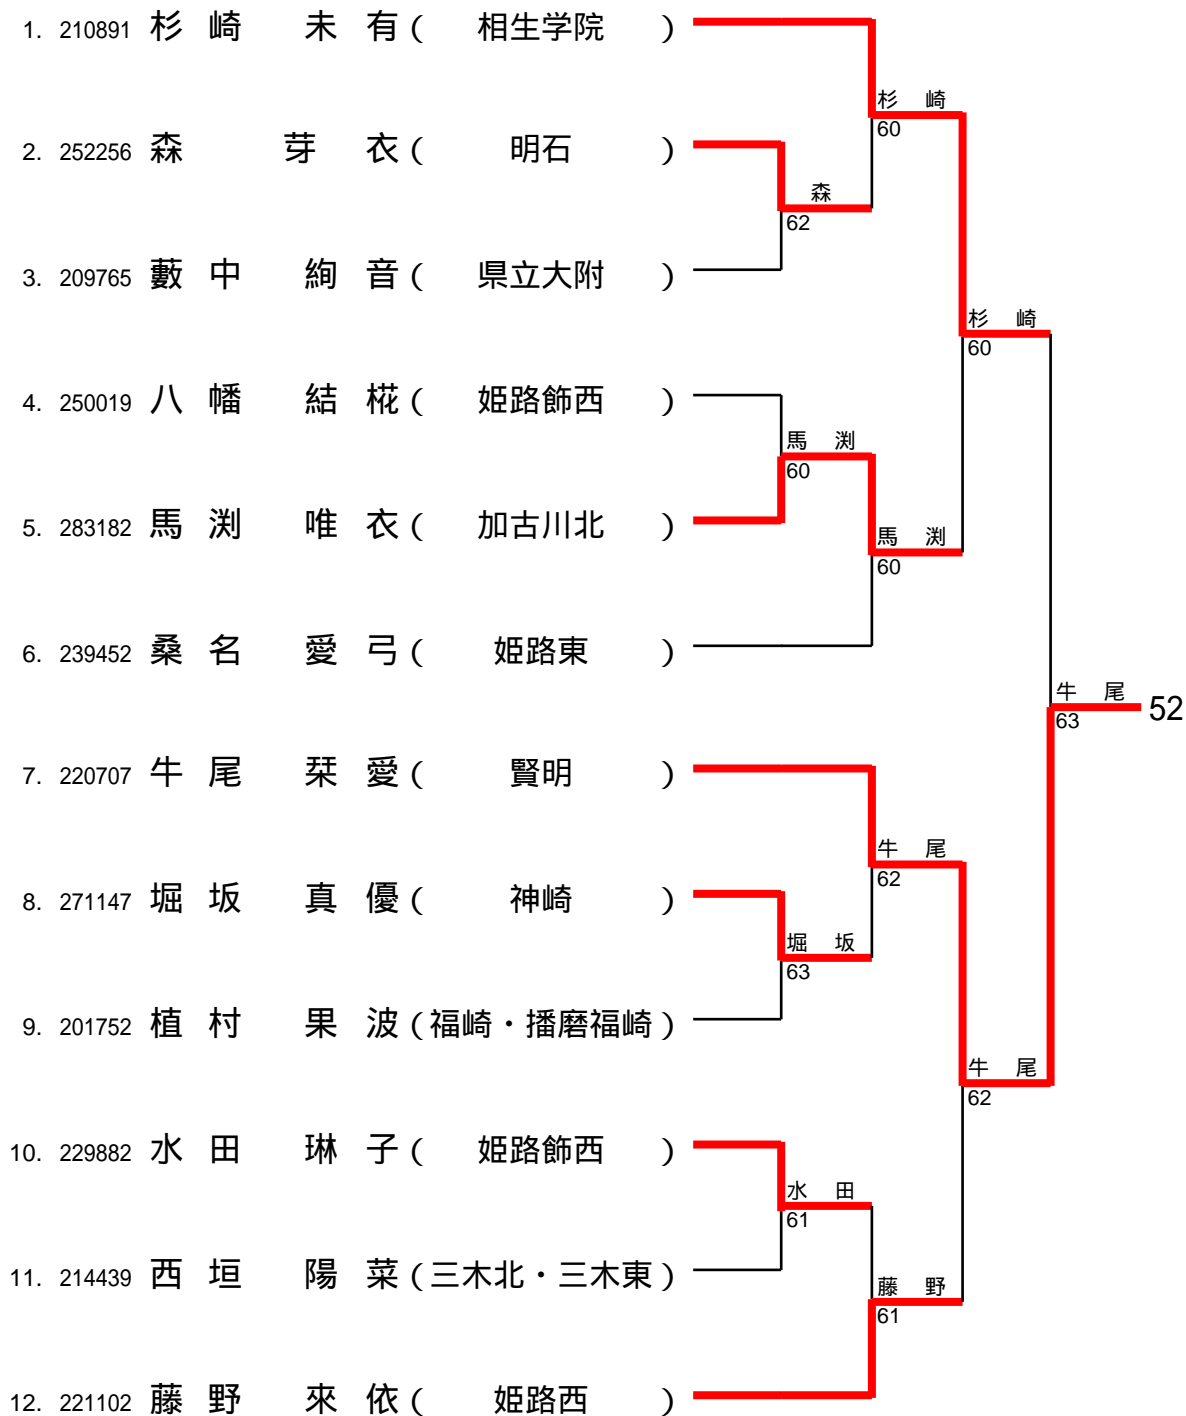 1. 210891 杉 崎 未 有 ( 相生学院 )
杉 崎
60
2. 252256 森 芽 衣 ( 明石 )
森
62
3. 209765 藪 中 絢 音 ( 県立大附 )
杉 崎
60
4. 250019 八 幡 結 椛 ( 姫路飾西 )
馬 渕
60
5. 283182 馬 渕 唯 衣 ( 加古川北 )
馬 渕
60
6. 239452 桑 名 愛 弓 ( 姫路東 )
牛 尾
63 52
7. 220707 牛 尾 栞 愛 ( 賢明 )
牛 尾
62
8. 271147 堀 坂 真 優 ( 神崎 )
堀 坂
63
9. 201752 植 村 果 波 (福崎・播磨福崎)
牛 尾
62
10. 229882 水 田 琳 子 ( 姫路飾西 )
水 田
61
11. 214439 西 垣 陽 菜 (三木北・三木東)
藤 野
61
12. 221102 藤 野 來 依 ( 姫路西 )